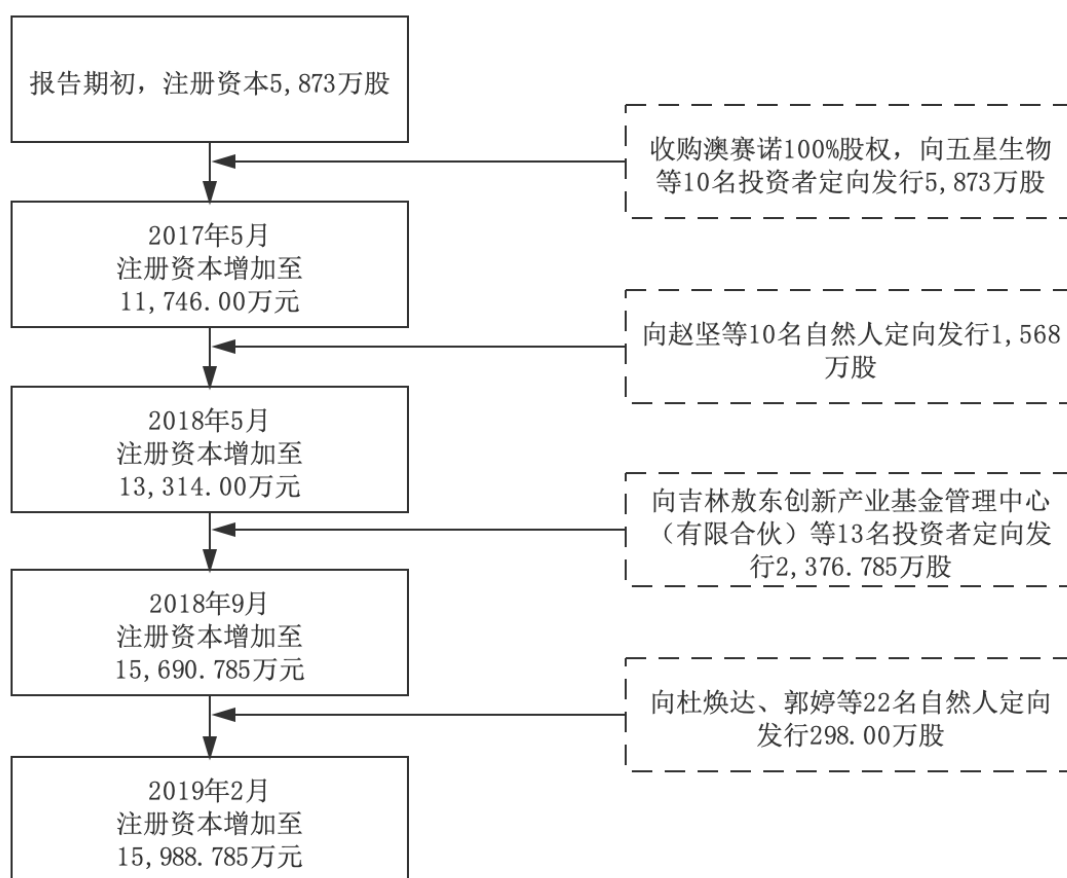 报告期初，注册资本5,873万股
收购澳赛诺100%股权，向五星生物
等10名投资者定向发行5,873万股
2017年5月
注册资本增加至
11,746.00万元
向赵坚等10名自然人定向发行1,568
万股
2018年5月
注册资本增加至
13,314.00万元
向吉林敖东创新产业基金管理中心
（有限合伙）等13名投资者定向发
行2,376.785万股
2018年9月
注册资本增加至
15,690.785万元
向杜焕达、郭婷等22名自然人定向
发行298.00万股
2019年2月
注册资本增加至
15,988.785万元